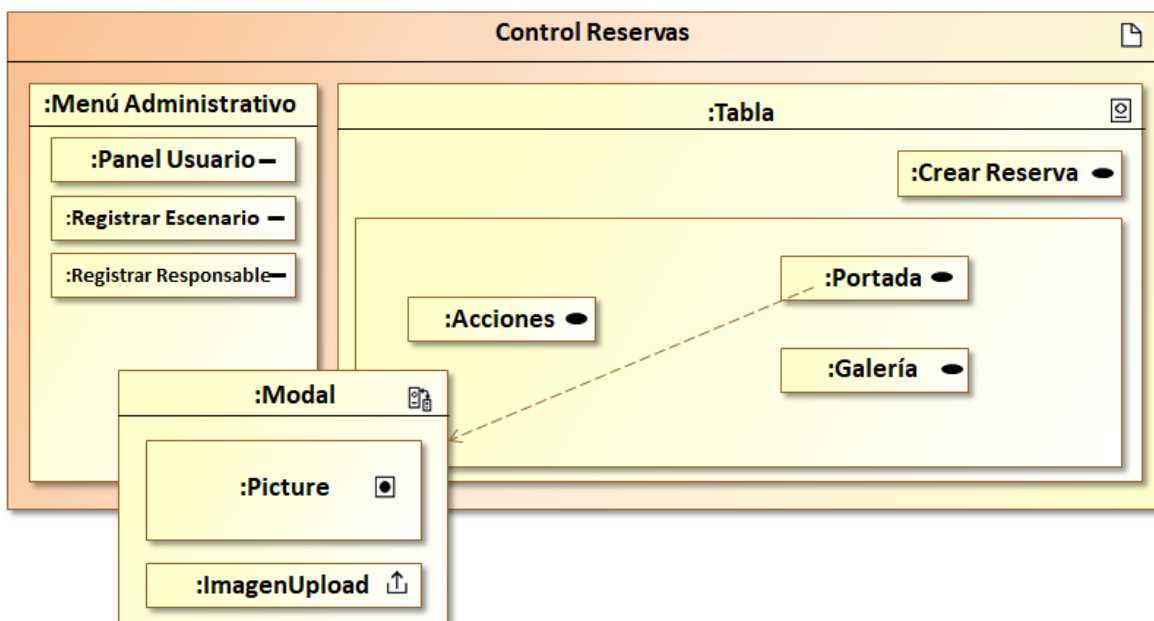 Control Reservas
:Menú Administrativo
:Panel Usuario
:Registrar Escenario
:Registrar Responsable
:Tabla
:Crear Reserva
:Portada
:Acciones
:Galería
:Modal
:Picture
:ImagenUpload